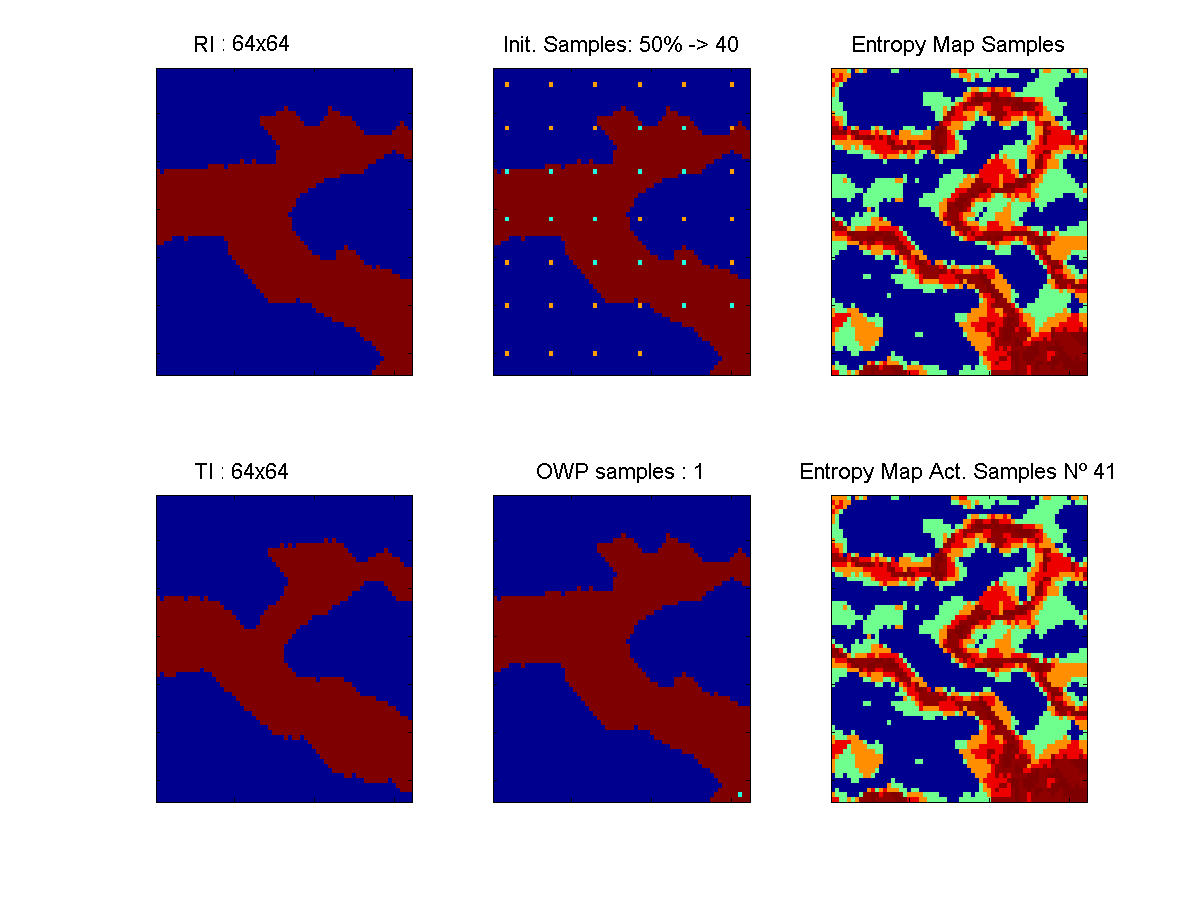 RI : 64x64
Init. Samples: 50% -> 40
Entropy Map Samples
TI : 64x64
OWP samples : 1
Entropy Map Act. Samples Nº 41